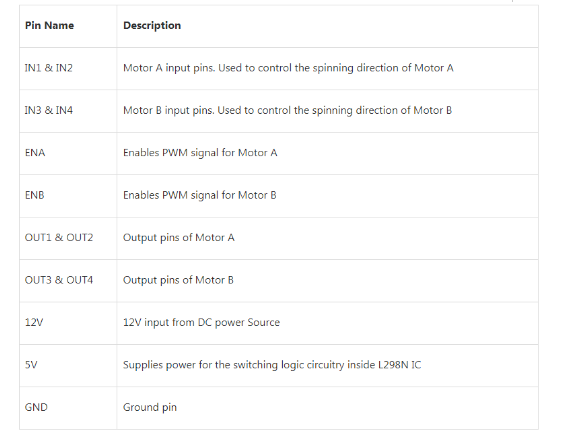 Pin Name Description
IN1 & IN2 Motor A input pins. Used to control the spinning direction of Motor A
IN3 & IN4 Motor B input pins. Used to control the spinning direction of Motor B
ENA Enables PWM signal for Motor A
ENB Enables PWM signal for Motor B
OUT1 & OUT2 Output pins of Motor A
OUT3 & OUT4 Output pins of Motor B
12V 12V input from DC power Source
5V Supplies power for the switching logic circuitry inside L298N IC
GND Ground pin